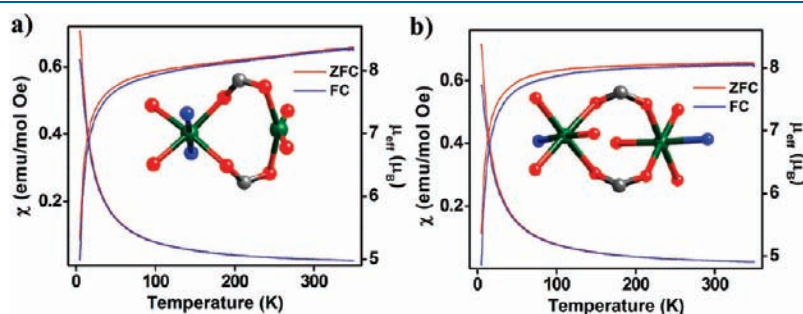 a)
0.6
0.4
0.2
χ (emu/mol Oe)
ZFC
FC
8
7
6
5
μeff (μB)
0 100 200 300
Temperature (K)
b)
0.6
0.4
0.2
χ (emu/mol Oe)
ZFC
FC
8
7
6
5
μeff (μB)
0 100 200 300
Temperature (K)